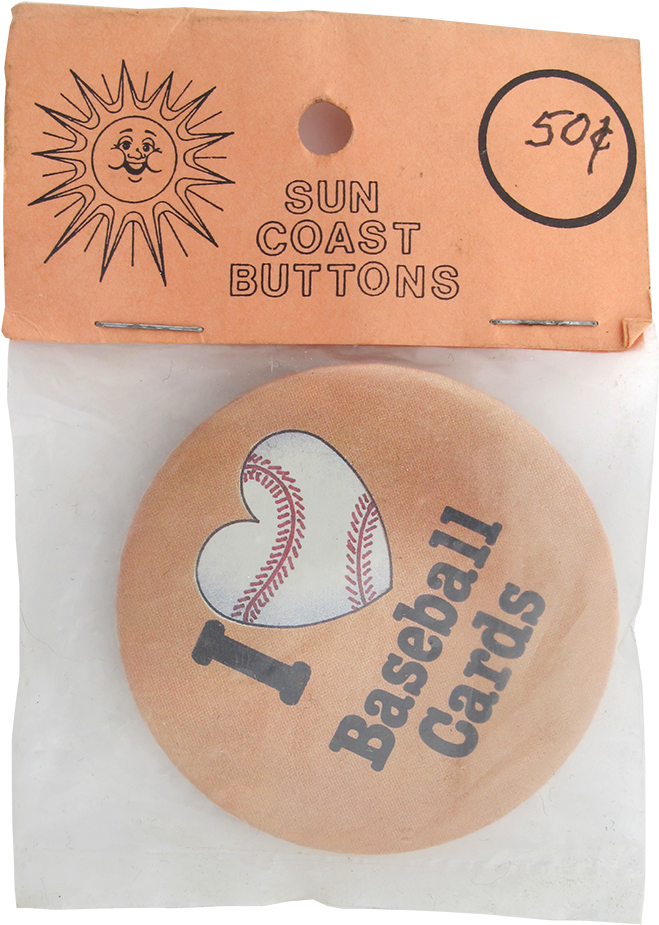 50¢
SUN
COAST
BUTTONS
I
Baseball
Cards